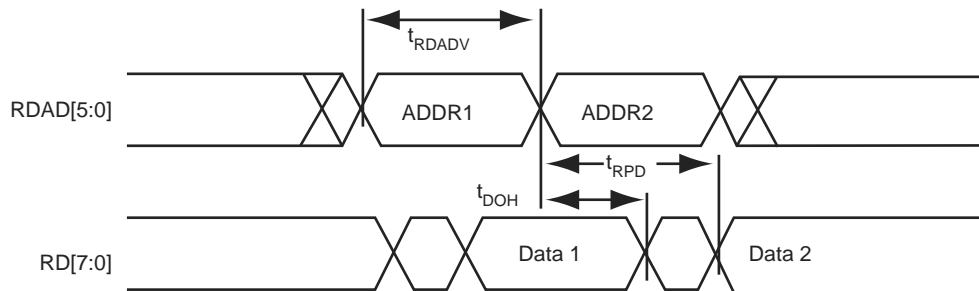 tRDADV
RDAD[5:0]
ADDR1
ADDR2
tRPD
tDOH
RD[7:0]
Data 1
Data 2